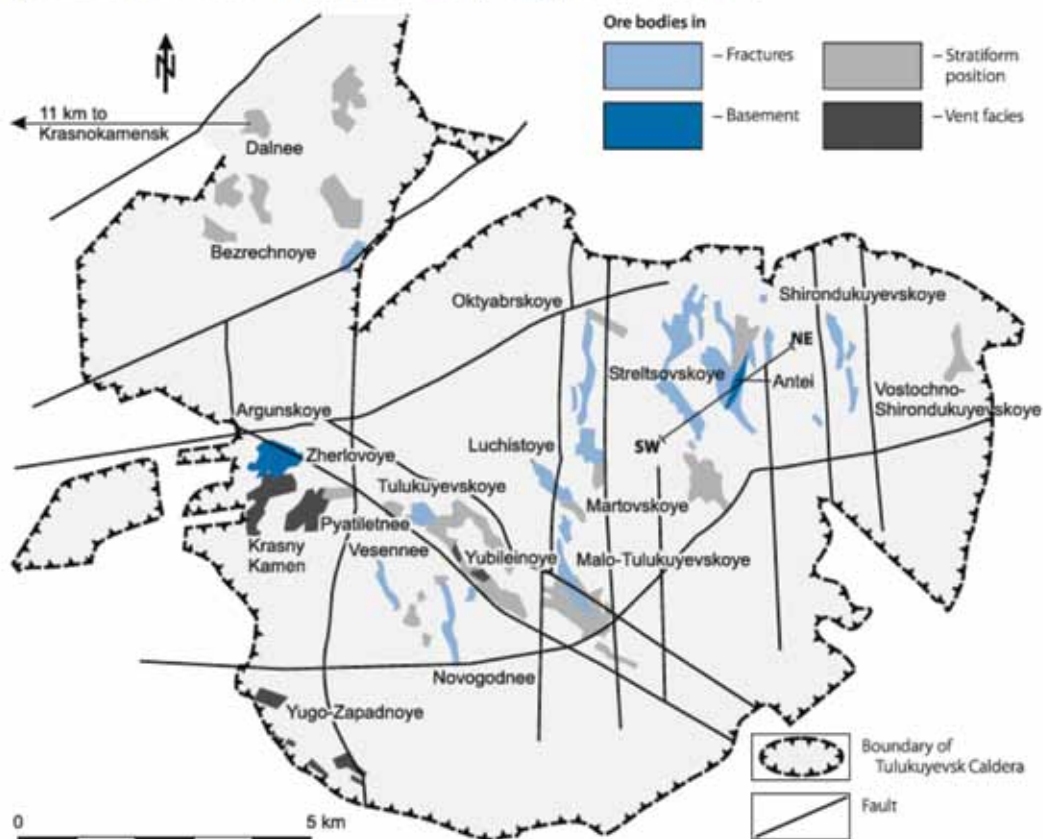 Ore bodies in
– Fractures
– Stratiform
position
– Basement
– Vent facies
N
11 km to
Krasnokamensk
Dalnee
Bezrechnoye
Oktyabrskoye
Shirondukuyevskoye
NE
Streltsovskoye
Antei
Vostochno-
Shirondukuyevskoye
Argunskoye
SW
Luchistoye
Zherlovoye
Tulukuyevskoye
Martovskoye
Pyatiletnee
Krasny
Kamen
Vesennee
Yubileinoye
Malo-Tulukuyevskoye
Novogodnee
Yugo-Zapadnoye
Boundary of
Tulukuyevsk Caldera
Fault
0
5 km